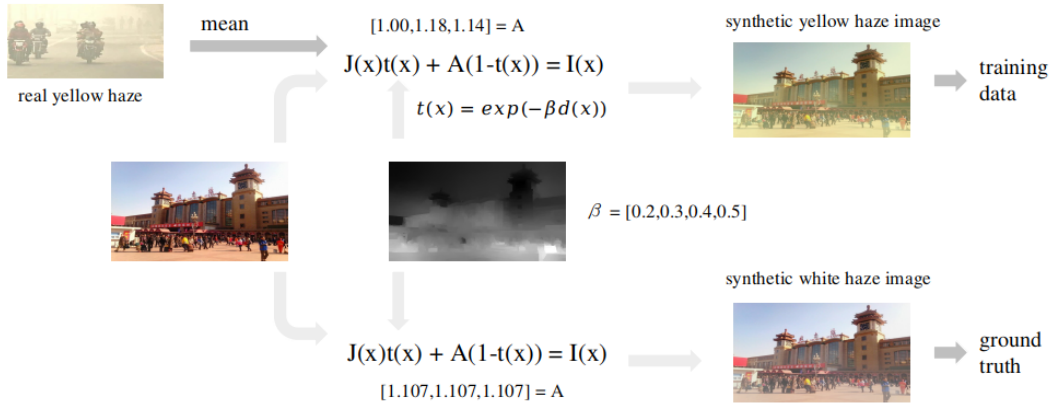 mean
[1.00,1.18,1.14] = A
synthetic yellow haze image
J(x)t(x) + A(1-t(x)) = I(x)
training
data
real yellow haze
t(x) = exp(−βd(x))
β = [0.2,0.3,0.4,0.5]
synthetic white haze image
J(x)t(x) + A(1-t(x)) = I(x)
ground
truth
[1.107,1.107,1.107] = A